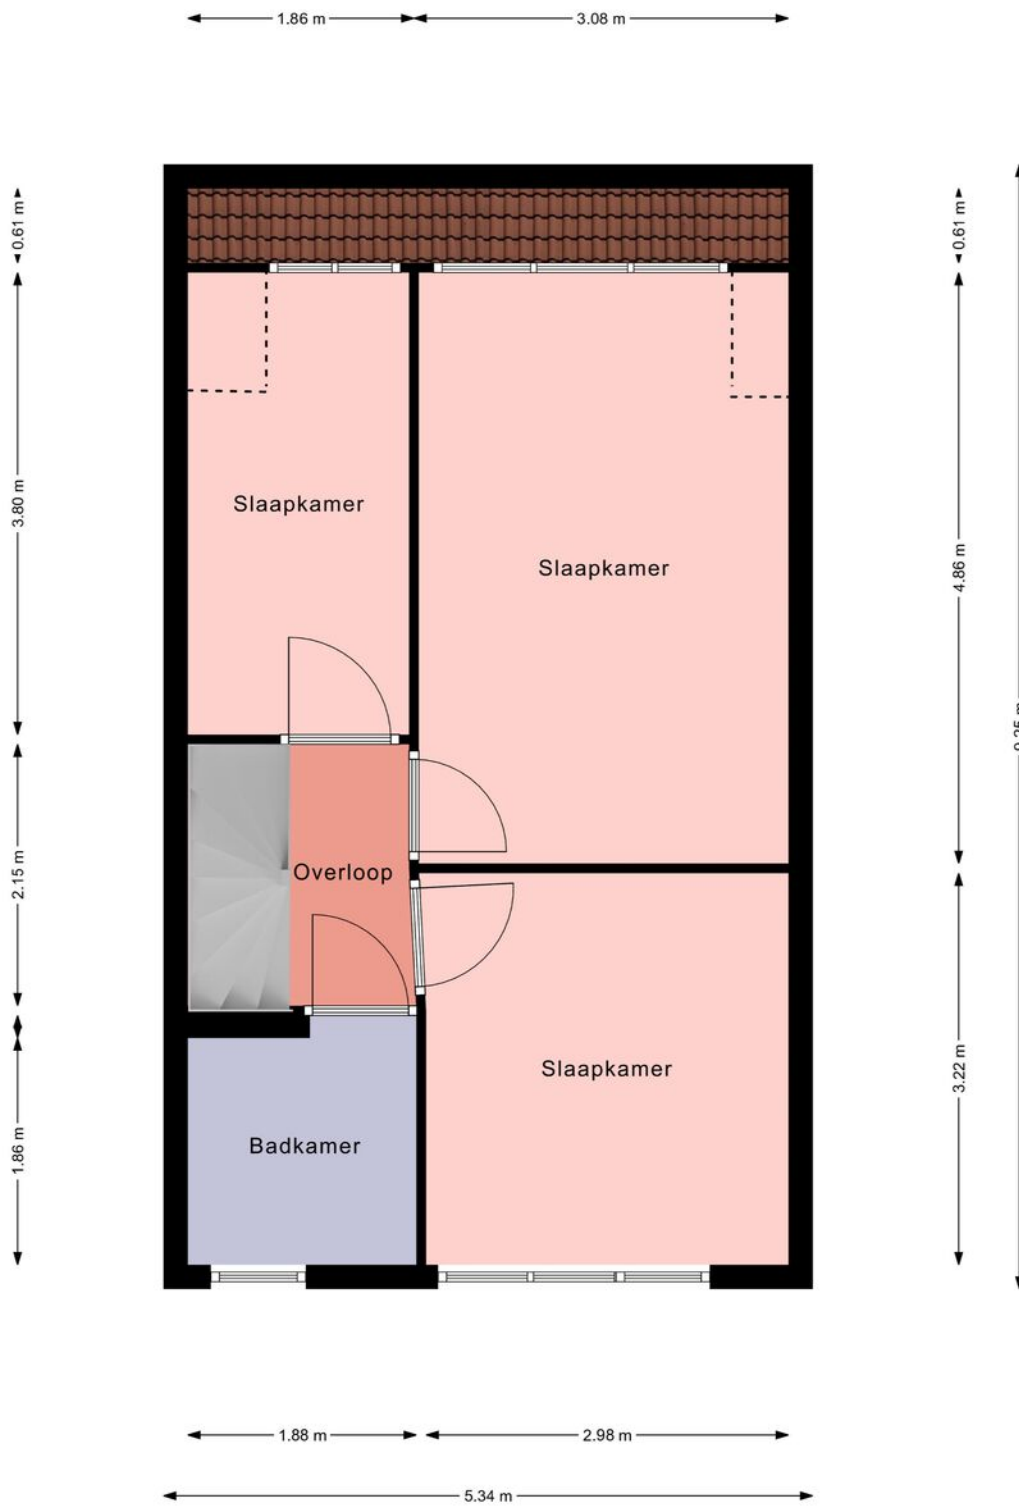 1.86 m
3.08 m
0.61 m
0.61 m
3.80 m
Slaapkamer
4.86 m
Slaapkamer
2.15 m
Overloop
3.22 m
Slaapkamer
1.86 m
Badkamer
1.88 m
2.98 m
5.34 m